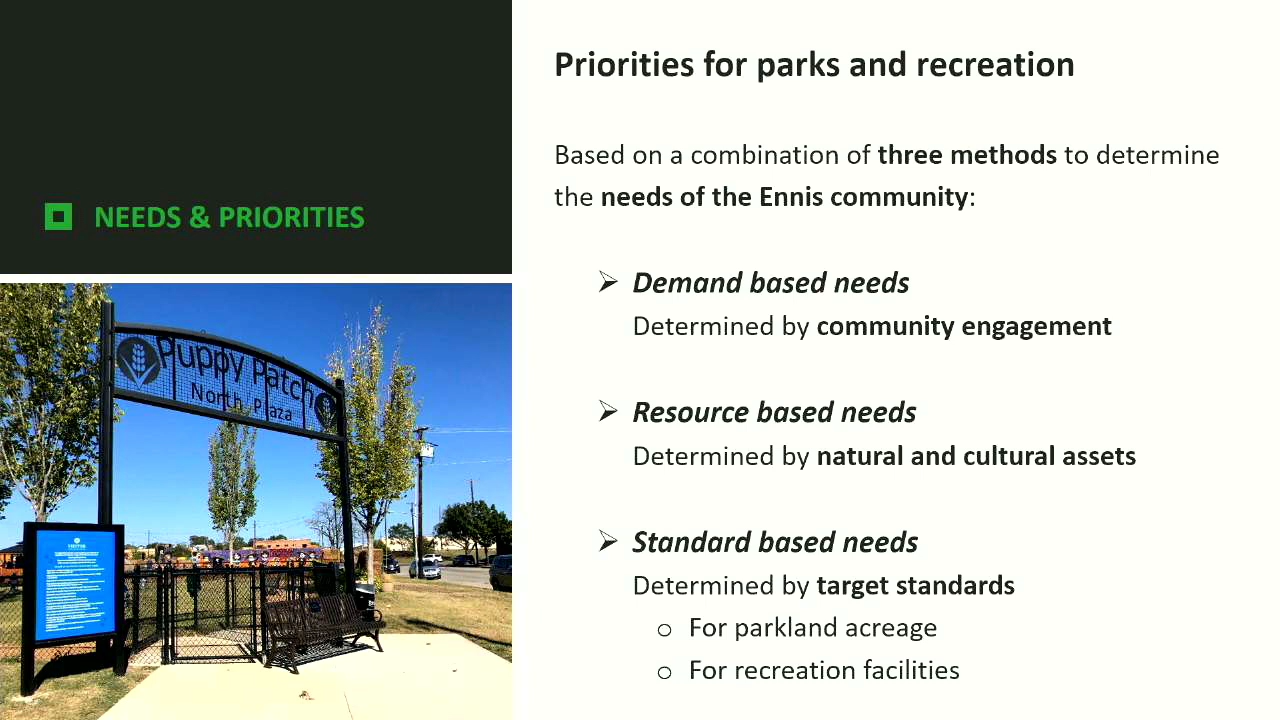 NEEDS & PRIORITIES
Puppy Patch
North Plaza
Priorities for parks and recreation
Based on a combination of three methods to determine
the needs of the Ennis community:
Demand based needs
Determined by community engagement
Resource based needs
Determined by natural and cultural assets
Standard based needs
Determined by target standards
For parkland acreage
For recreation facilities